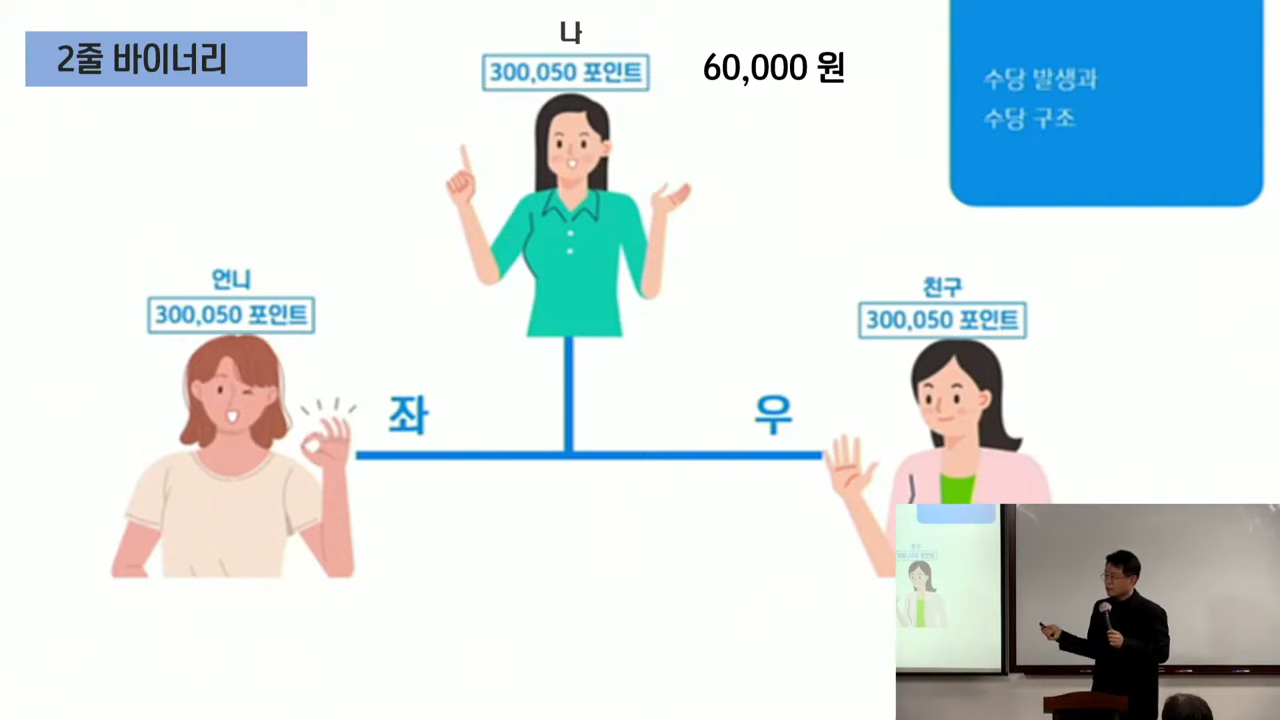 2줄 바이너리
나
300,050 포인트
60,000 원
수당 발생과
수당 구조
언니
300,050 포인트
친구
300,050 포인트
좌
우